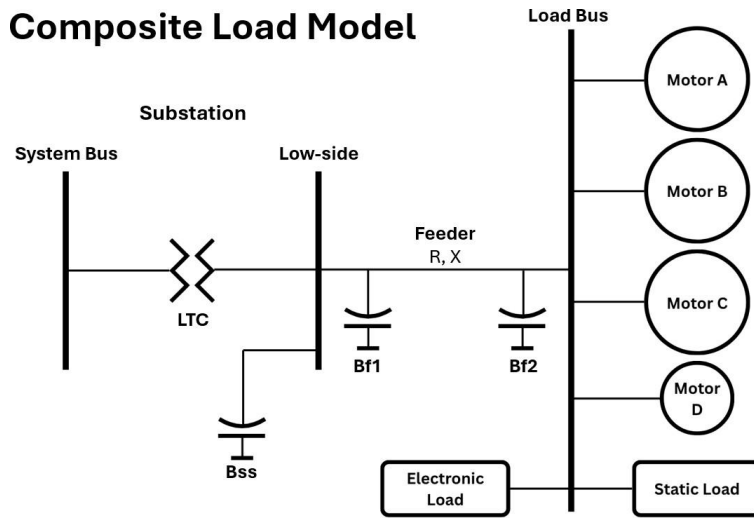 Composite Load Model
Load Bus
Substation
System Bus
Low-side
Motor A
Motor B
Feeder
R, X
LTC
Motor C
Bf1
Bf2
Motor
D
Bss
Electronic
Load
Static Load